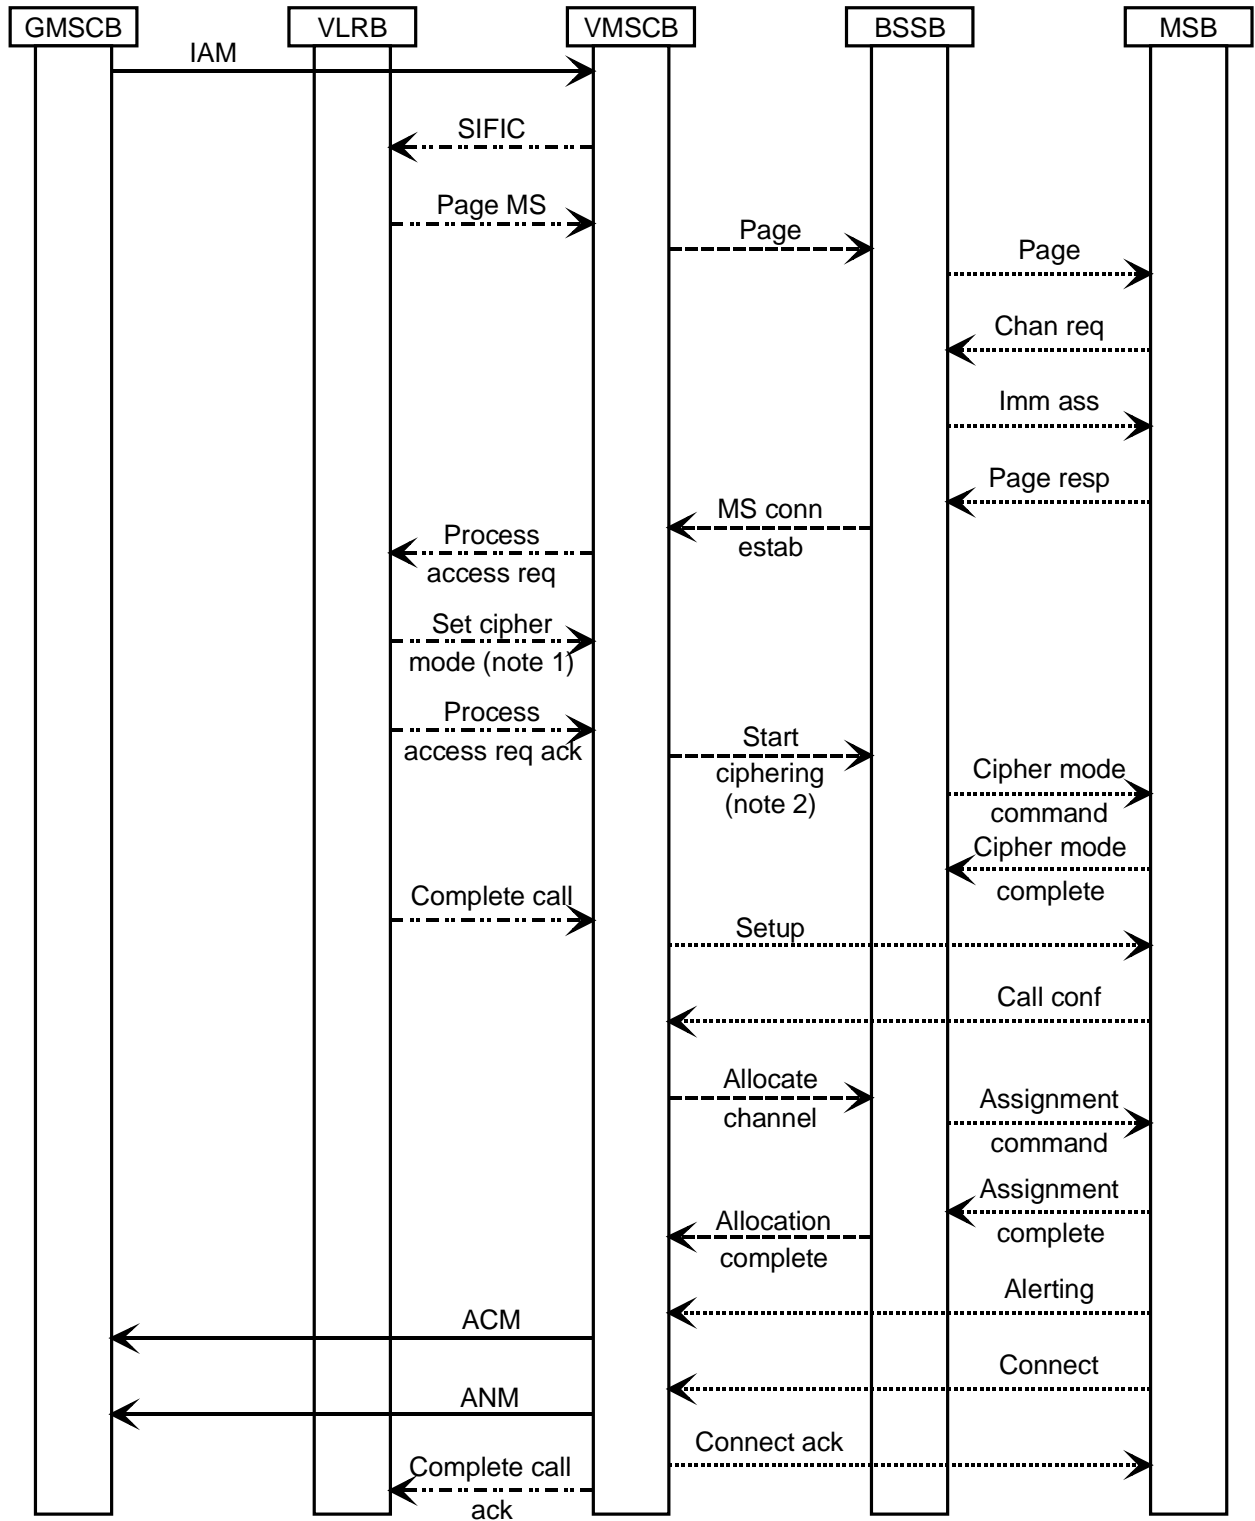 GMSCB
VLRB
VMSCB
BSSB
MSB
IAM
SIFIC
Page MS
Page
Page
Chan req
Imm ass
Page resp
MS conn
estab
Process
access req
Set cipher
mode (note 1)
Process
access req ack
Start
ciphering
(note 2)
Cipher mode
command
Cipher mode
complete
Complete call
Setup
Call conf
Allocate
channel
Assignment
command
Assignment
complete
Allocation
complete
Alerting
ACM
Connect
ANM
Connect ack
Complete call
ack